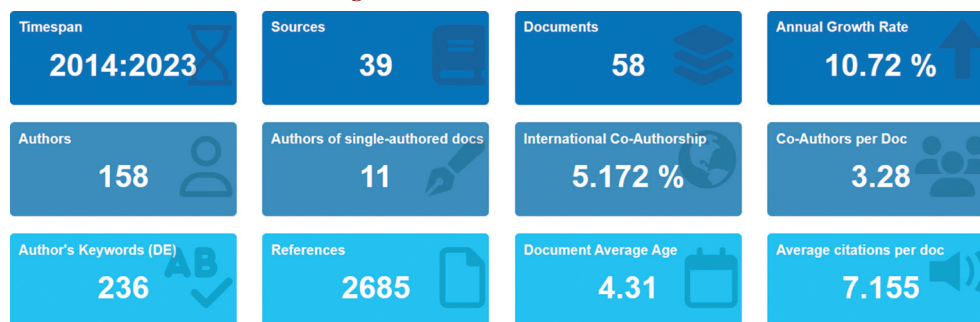 Timespan
2014:2023
Sources
39
Documents
58
Annual Growth Rate
10.72 %
Authors
158
Authors of single-authored docs
11
International Co-Authorship
5.172 %
Co-Authors per Doc
3.28
Author's Keywords (DE)
AB
236
References
2685
Document Average Age
4.31
Average citations per doc
7.155